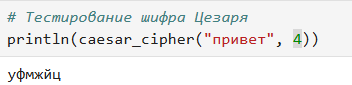 # Тестирование шифра Цезаря
println(caesar_cipher("привет", 4))
уфмжйц